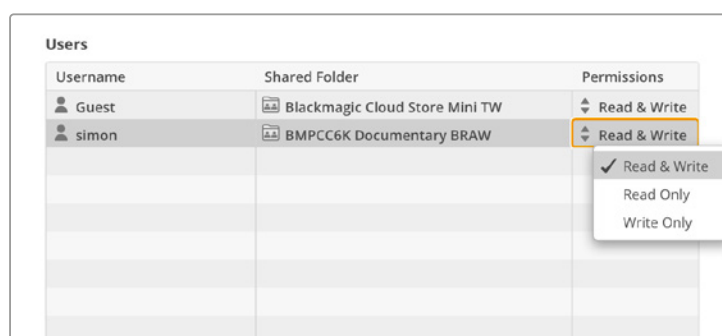 Users
Username Shared Folder Permissions
Guest Blackmagic Cloud Store Mini TW Read & Write
simon BMPCC6K Documentary BRAW Read & Write
Read & Write
Read Only
Write Only